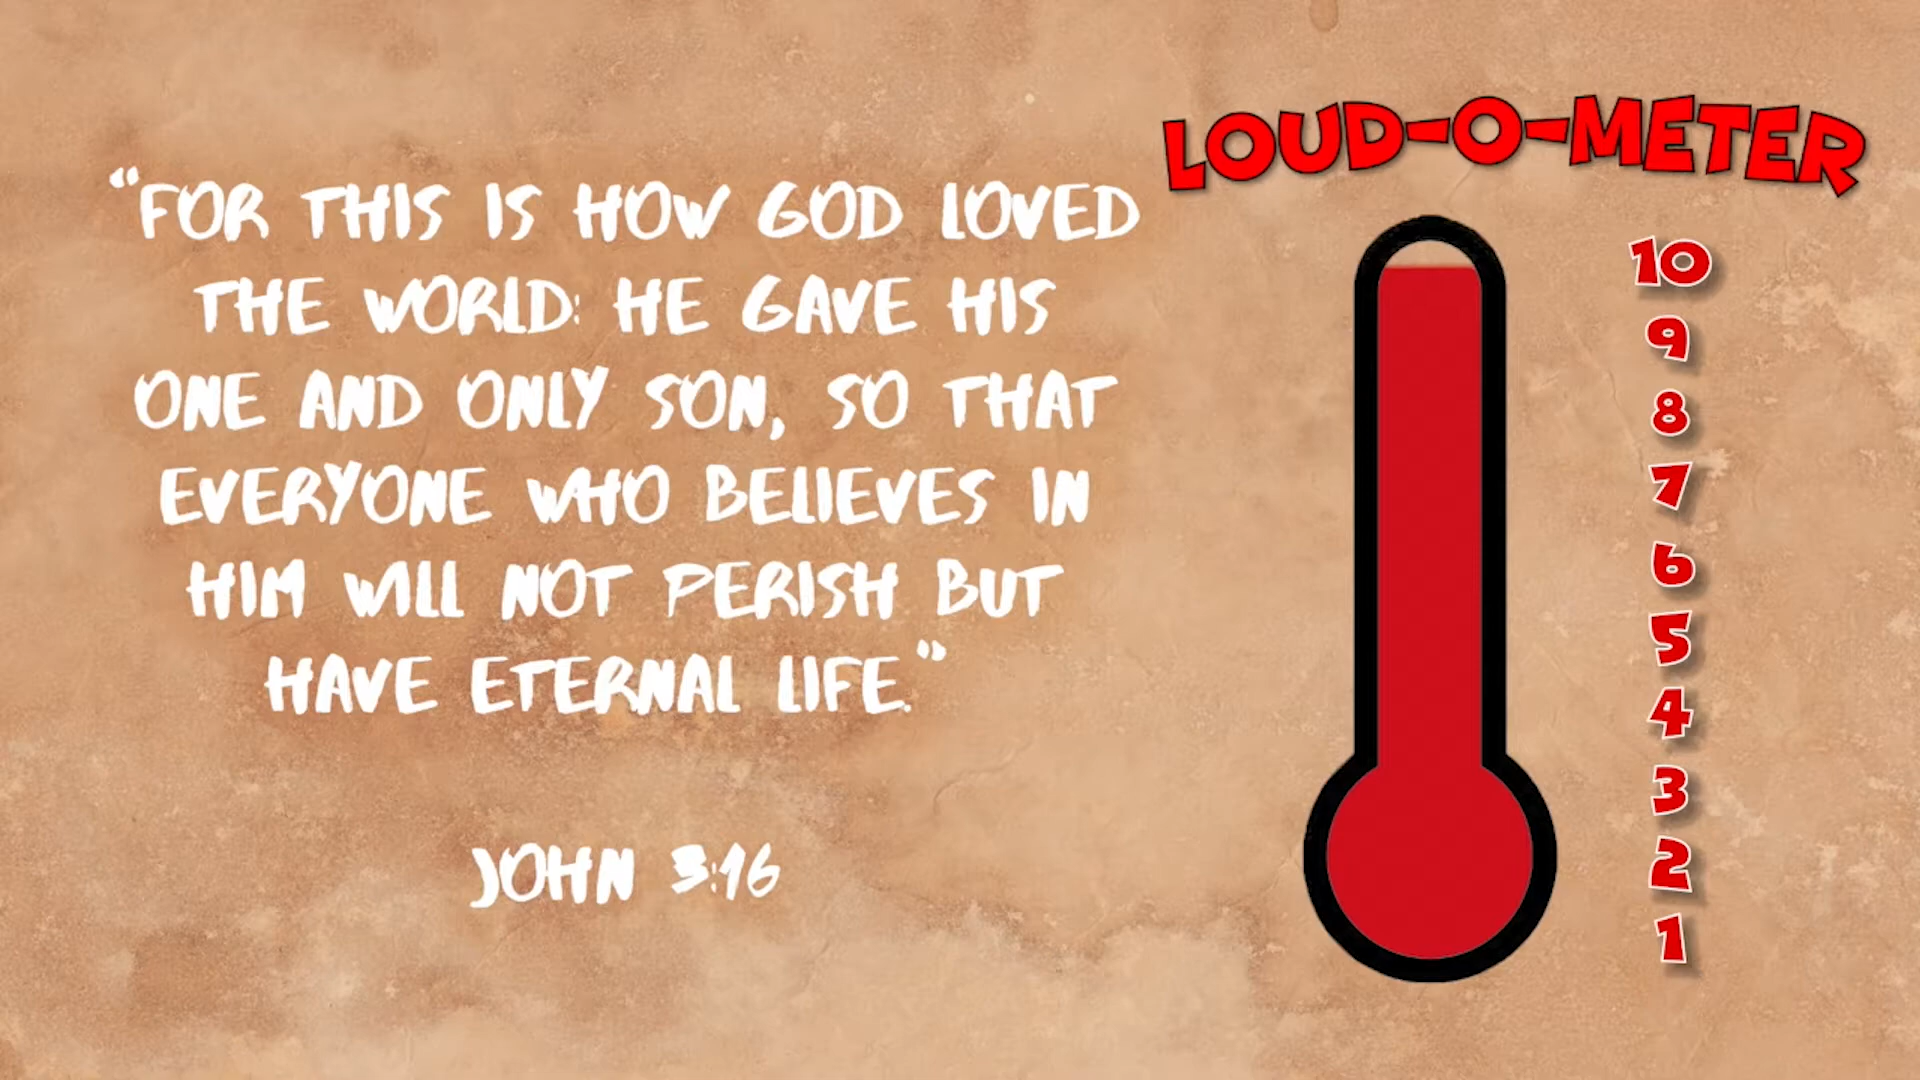 "FOR THIS IS HOW GOD LOVED
THE WORLD: HE GAVE HIS
ONE AND ONLY SON, SO THAT
EVERYONE WHO BELIEVES IN
HIM WILL NOT PERISH BUT
HAVE ETERNAL LIFE."
JOHN 3:16
LOUD-O-METER
10
9
8
7
6
5
4
3
2
1